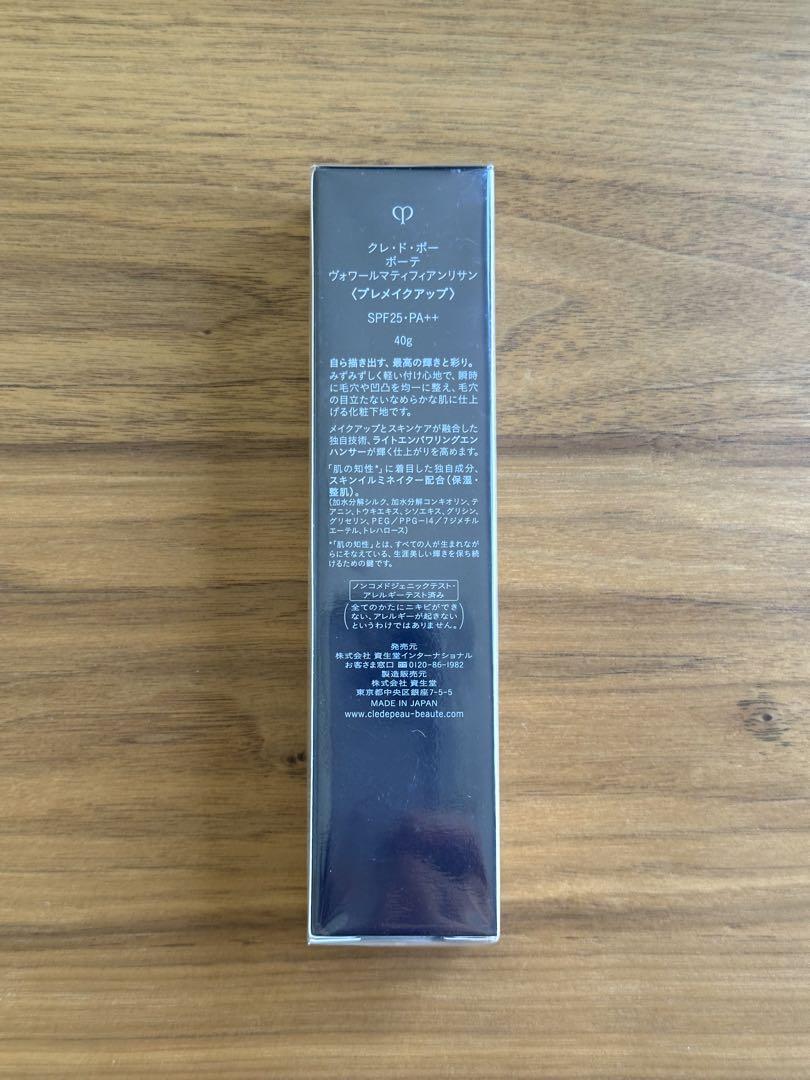 クレ・ド・ポー
ボーテ
ヴォワールマティフィアンリサン
〈プレメイクアップ〉
SPF25・PA++
40g
自ら描き出す、最高の輝きと彩り。
みずみずしく軽い付け心地で、瞬時
に毛穴や凹凸を均一に整え、毛穴
の目立たないなめらかな肌に仕上
げる化粧下地です。
メイクアップとスキンケアが融合した
独自技術、ライトエンパワリングエン
ハンサーが輝く仕上がりを高めます。
「肌の知性*」に着目した独自成分、
スキンイルミネイター配合(保湿・
整肌)。
(加水分解シルク、加水分解コンキオリン、テ
アニン、トウキエキス、シソエキス、グリシン、
グリセリン、PEG/PPG-14/7ジメチル
エーテル、トレハロース)
*「肌の知性」とは、すべての人が生まれなが
らにそなえている、生涯美しい輝きを保ち続
けるための鍵です。
ノンコメドジェニックテスト・
アレルギーテスト済み
(全てのかたにニキビができ
ない、アレルギーが起きない
というわけではありません。)
発売元
株式会社 資生堂インターナショナル
お客さま窓口 0120-86-1982
製造販売元
株式会社 資生堂
東京都中央区銀座7-5-5
MADE IN JAPAN
www.cledepeau-beaute.com